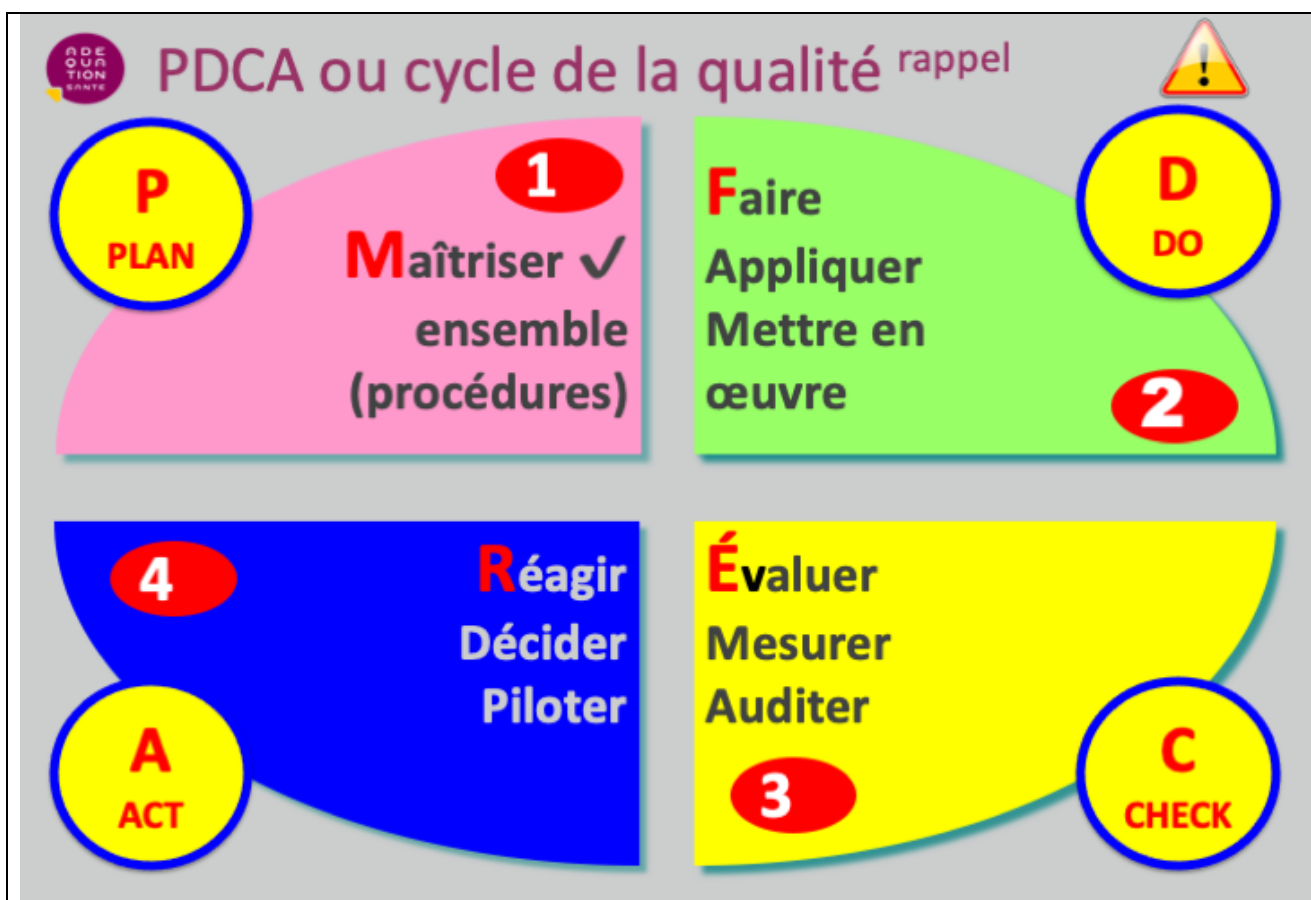 ADE
QUA
TION
SANTE
PDCA ou cycle de la qualité rappel
P
PLAN
1
Maîtriser ✓
ensemble
(procédures)
Faire
Appliquer
Mettre en
œuvre
2
D
DO
4
Réagir
Décider
Piloter
A
ACT
Évaluer
Mesurer
Auditer
3
C
CHECK